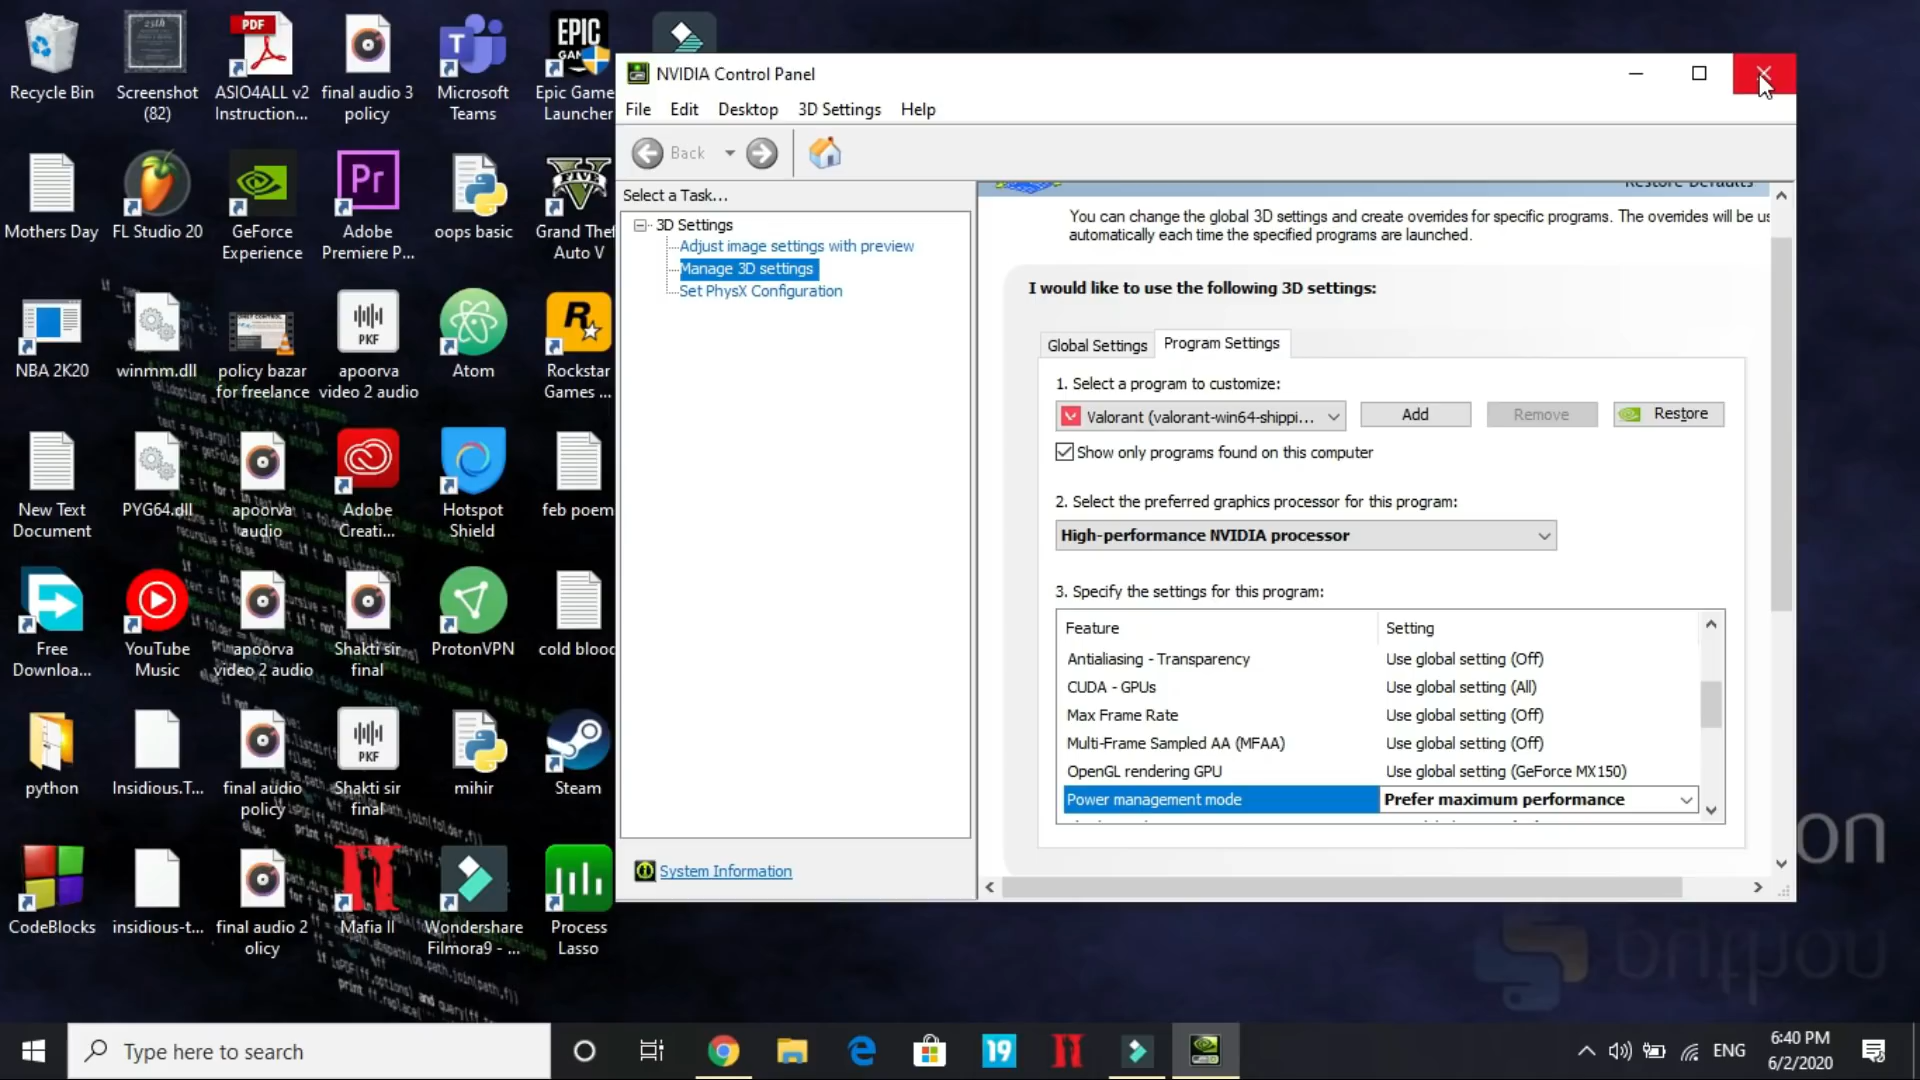 Recycle Bin
Screenshot
(82)
PDF
ASIO4ALL v2
Instruction...
final audio 3
policy
Microsoft
Teams
EPIC
Epic Game
Launcher
Mothers Day
FL Studio 20
GeForce
Experience
Pr
Adobe
Premiere P...
oops basic
FIVE
Grand Thef
Auto V
NBA 2K20
winmm.dll
policy bazar
for freelance
PKF
apoorva
video 2 audio
Atom
R
Rockstar
Games ...
New Text
Document
PYG64.dll
apoorva
audio
Adobe
Creati...
Hotspot
Shield
feb poem
Free
Downloa...
YouTube
Music
apoorva
video 2 audio
Shakti sir
final
ProtonVPN
cold blooc
python
Insidious.T...
final audio
policy
PKF
Shakti sir
final
mihir
Steam
CodeBlocks
insidious-t...
final audio 2
olicy
Mafia II
Wondershare
Filmora9 - ...
Process
Lasso
NVIDIA Control Panel
File
Edit
Desktop
3D Settings
Help
Back
Select a Task...
3D Settings
Adjust image settings with preview
Manage 3D settings
Set PhysX Configuration
System Information
Restore Defaults
You can change the global 3D settings and create overrides for specific programs. The overrides will be us
automatically each time the specified programs are launched.
I would like to use the following 3D settings:
Global Settings
Program Settings
1. Select a program to customize:
Valorant (valorant-win64-shippi...
Add
Remove
Restore
Show only programs found on this computer
2. Select the preferred graphics processor for this program:
High-performance NVIDIA processor
3. Specify the settings for this program:
Feature
Setting
Antialiasing - Transparency
Use global setting (Off)
CUDA - GPUs
Use global setting (All)
Max Frame Rate
Use global setting (Off)
Multi-Frame Sampled AA (MFAA)
Use global setting (Off)
OpenGL rendering GPU
Use global setting (GeForce MX150)
Power management mode
Prefer maximum performance
on
Type here to search
19
ENG
6:40 PM
6/2/2020